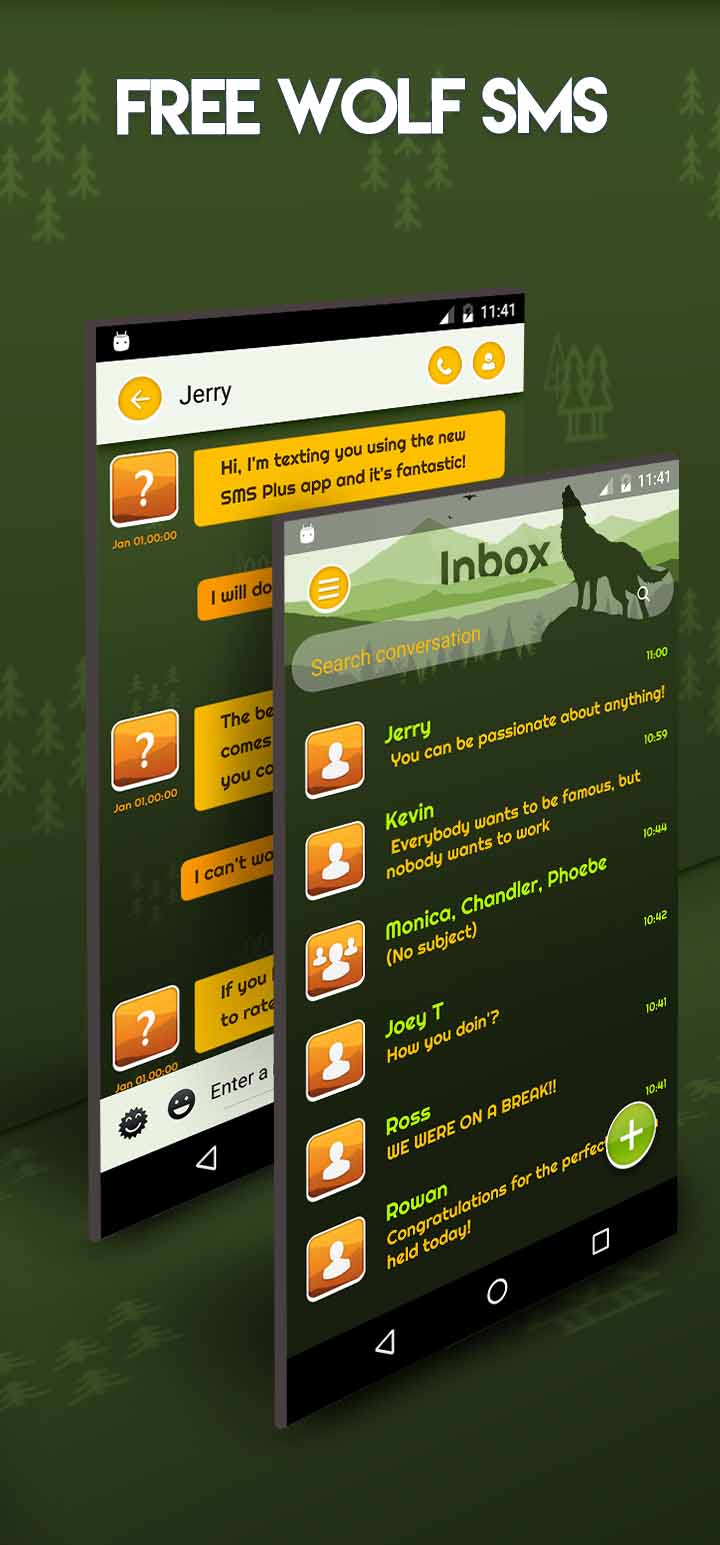 FREE WOLF SMS
11:41
Jerry
Hi, I'm texting you using the new
SMS Plus app and it's fantastic!
Jan 01,00:00
I will do
The be
comes
you co
Jan 01,00:00
I can't wa
If you
to rate
Jan 01,00:00
Enter a
11:41
Inbox
Search conversation
11:00
Jerry
You can be passionate about anything!
10:59
Kevin
Everybody wants to be famous, but
nobody wants to work
10:44
Monica, Chandler, Phoebe
(No subject)
10:42
Joey T
How you doin'?
10:41
Ross
WE WERE ON A BREAK!!
10:41
Rowan
Congratulations for the perfec
held today!